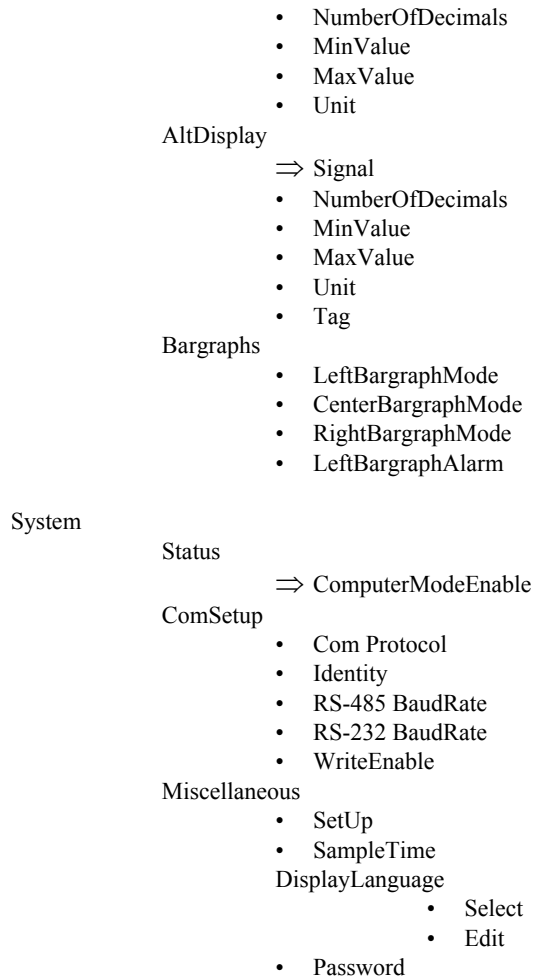 • NumberOfDecimals
• MinValue
• MaxValue
• Unit
AltDisplay
⇒ Signal
• NumberOfDecimals
• MinValue
• MaxValue
• Unit
• Tag
Bargraphs
• LeftBargraphMode
• CenterBargraphMode
• RightBargraphMode
• LeftBargraphAlarm
System
Status
⇒ ComputerModeEnable
ComSetup
• Com Protocol
• Identity
• RS-485 BaudRate
• RS-232 BaudRate
• WriteEnable
Miscellaneous
• SetUp
• SampleTime
DisplayLanguage
• Select
• Edit
• Password